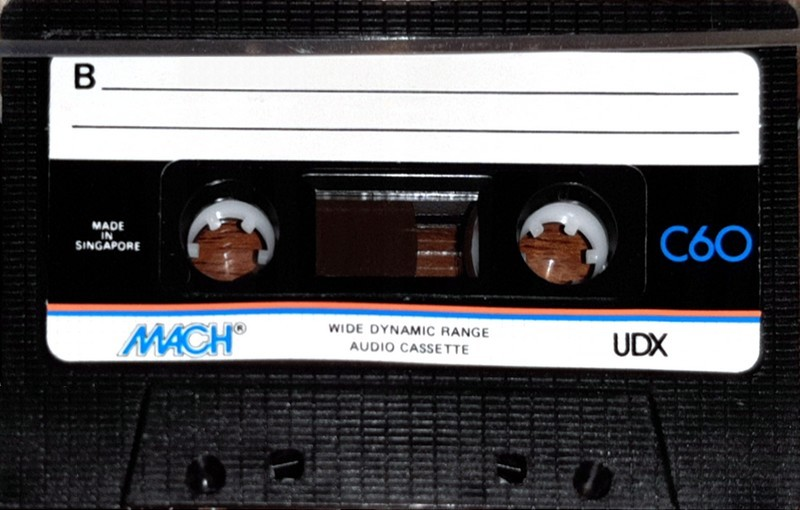 B
MADE
IN
SINGAPORE
C60
MACH®
WIDE DYNAMIC RANGE
AUDIO CASSETTE
UDX